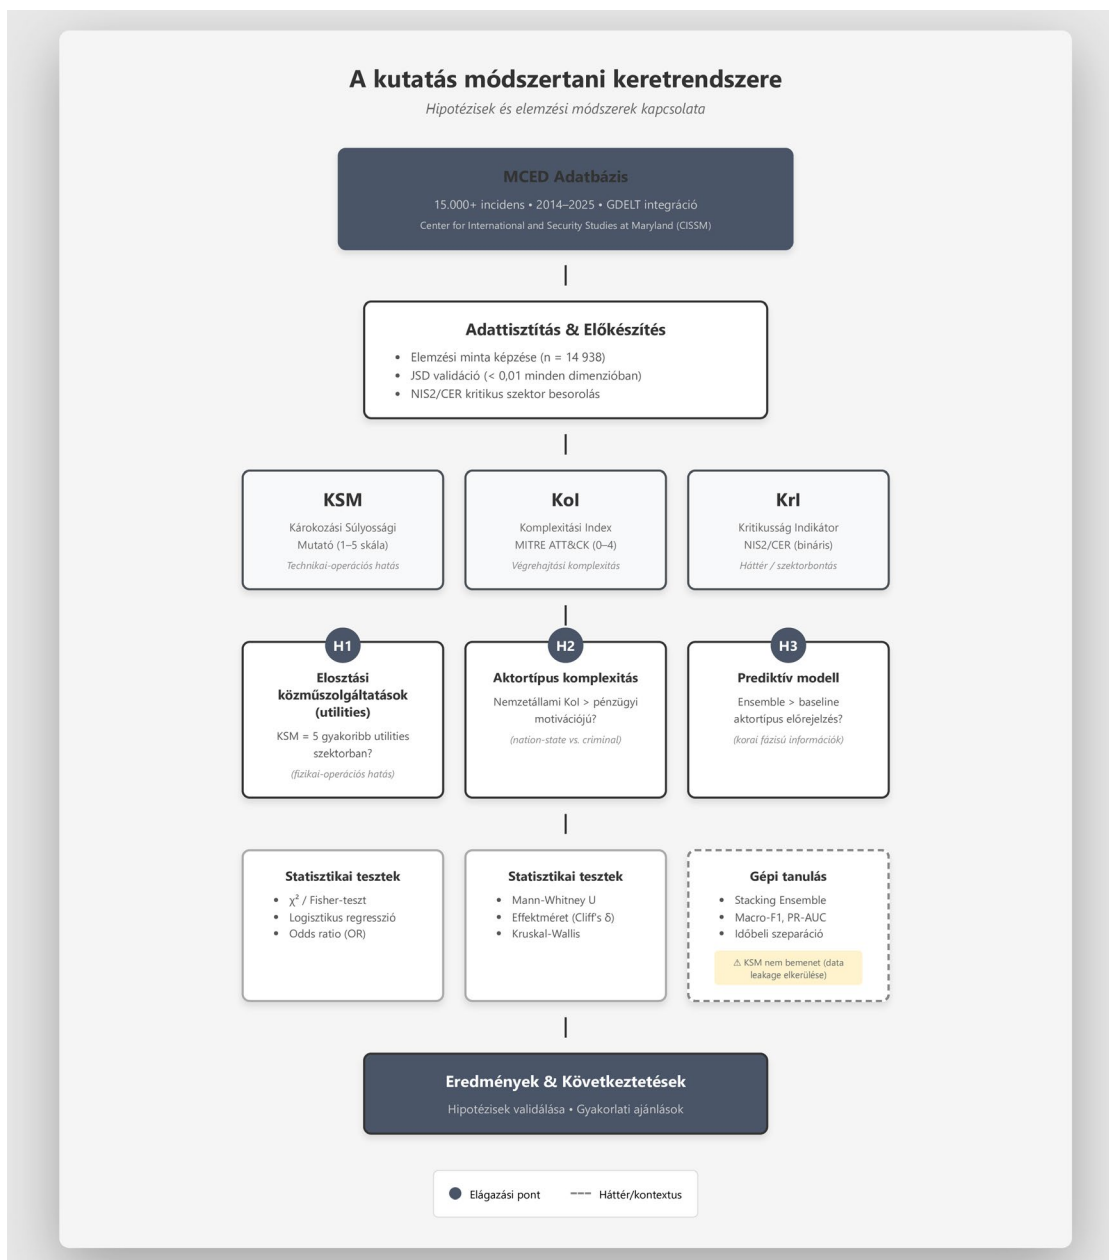 A kutatás módszertani keretrendszere
Hipotézisek és elemzési módszerek kapcsolata
MCED Adatbázis
15.000+ incidens • 2014–2025 • GDELT integráció
Center for International and Security Studies at Maryland (CISSM)
Adattisztítás & Előkészítés
• Elemzési minta képzése (n = 14 938)
• JSD validáció (< 0,01 minden dimenzióban)
• NIS2/CER kritikus szektor besorolás
KSM
Károkozási Súlyossági
Mutató (1–5 skála)
Technikai-operációs hatás
KoI
Komplexitási Index
MITRE ATT&CK (0–4)
Végrehajtási komplexitás
KrI
Kritikusság Indikátor
NIS2/CER (bináris)
Háttér / szektorbontás
H1
Elosztási
közműszolgáltatások
(utilities)
KSM = 5 gyakoribb utilities
szektorban?
(fizikai-operációs hatás)
H2
Aktortípus komplexitás
Nemzetállami KoI > pénzügyi
motivációjú?
(nation-state vs. criminal)
H3
Prediktív modell
Ensemble > baseline
aktortípus előrejelzés?
(korai fázisú információk)
Statisztikai tesztek
• χ² / Fisher-teszt
• Logisztikus regresszió
• Odds ratio (OR)
Statisztikai tesztek
• Mann-Whitney U
• Effektméret (Cliff's δ)
• Kruskal-Wallis
Gépi tanulás
• Stacking Ensemble
• Macro-F1, PR-AUC
• Időbeli szeparáció
⚠ KSM nem bemenet (data
leakage elkerülése)
Eredmények & Következtetések
Hipotézisek validálása • Gyakorlati ajánlások
Elágazási pont
Háttér/kontextus